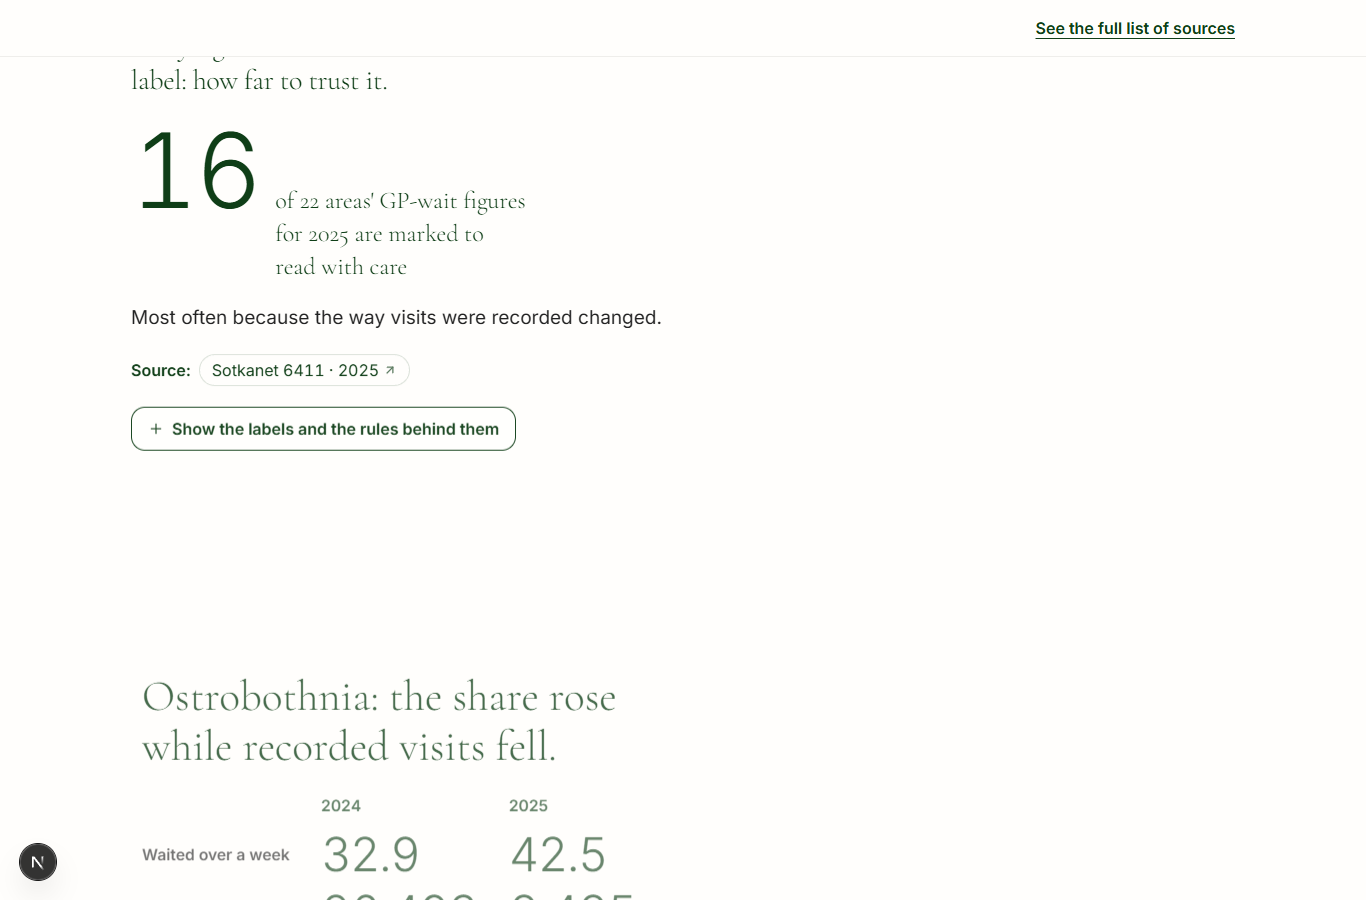 See the full list of sources
label: how far to trust it.
16
of 22 areas' GP-wait figures
for 2025 are marked to
read with care
Most often because the way visits were recorded changed.
Source: Sotkanet 6411 · 2025 ↗
+ Show the labels and the rules behind them
Ostrobothnia: the share rose
while recorded visits fell.
2024 2025
Waited over a week 32.9 42.5
N